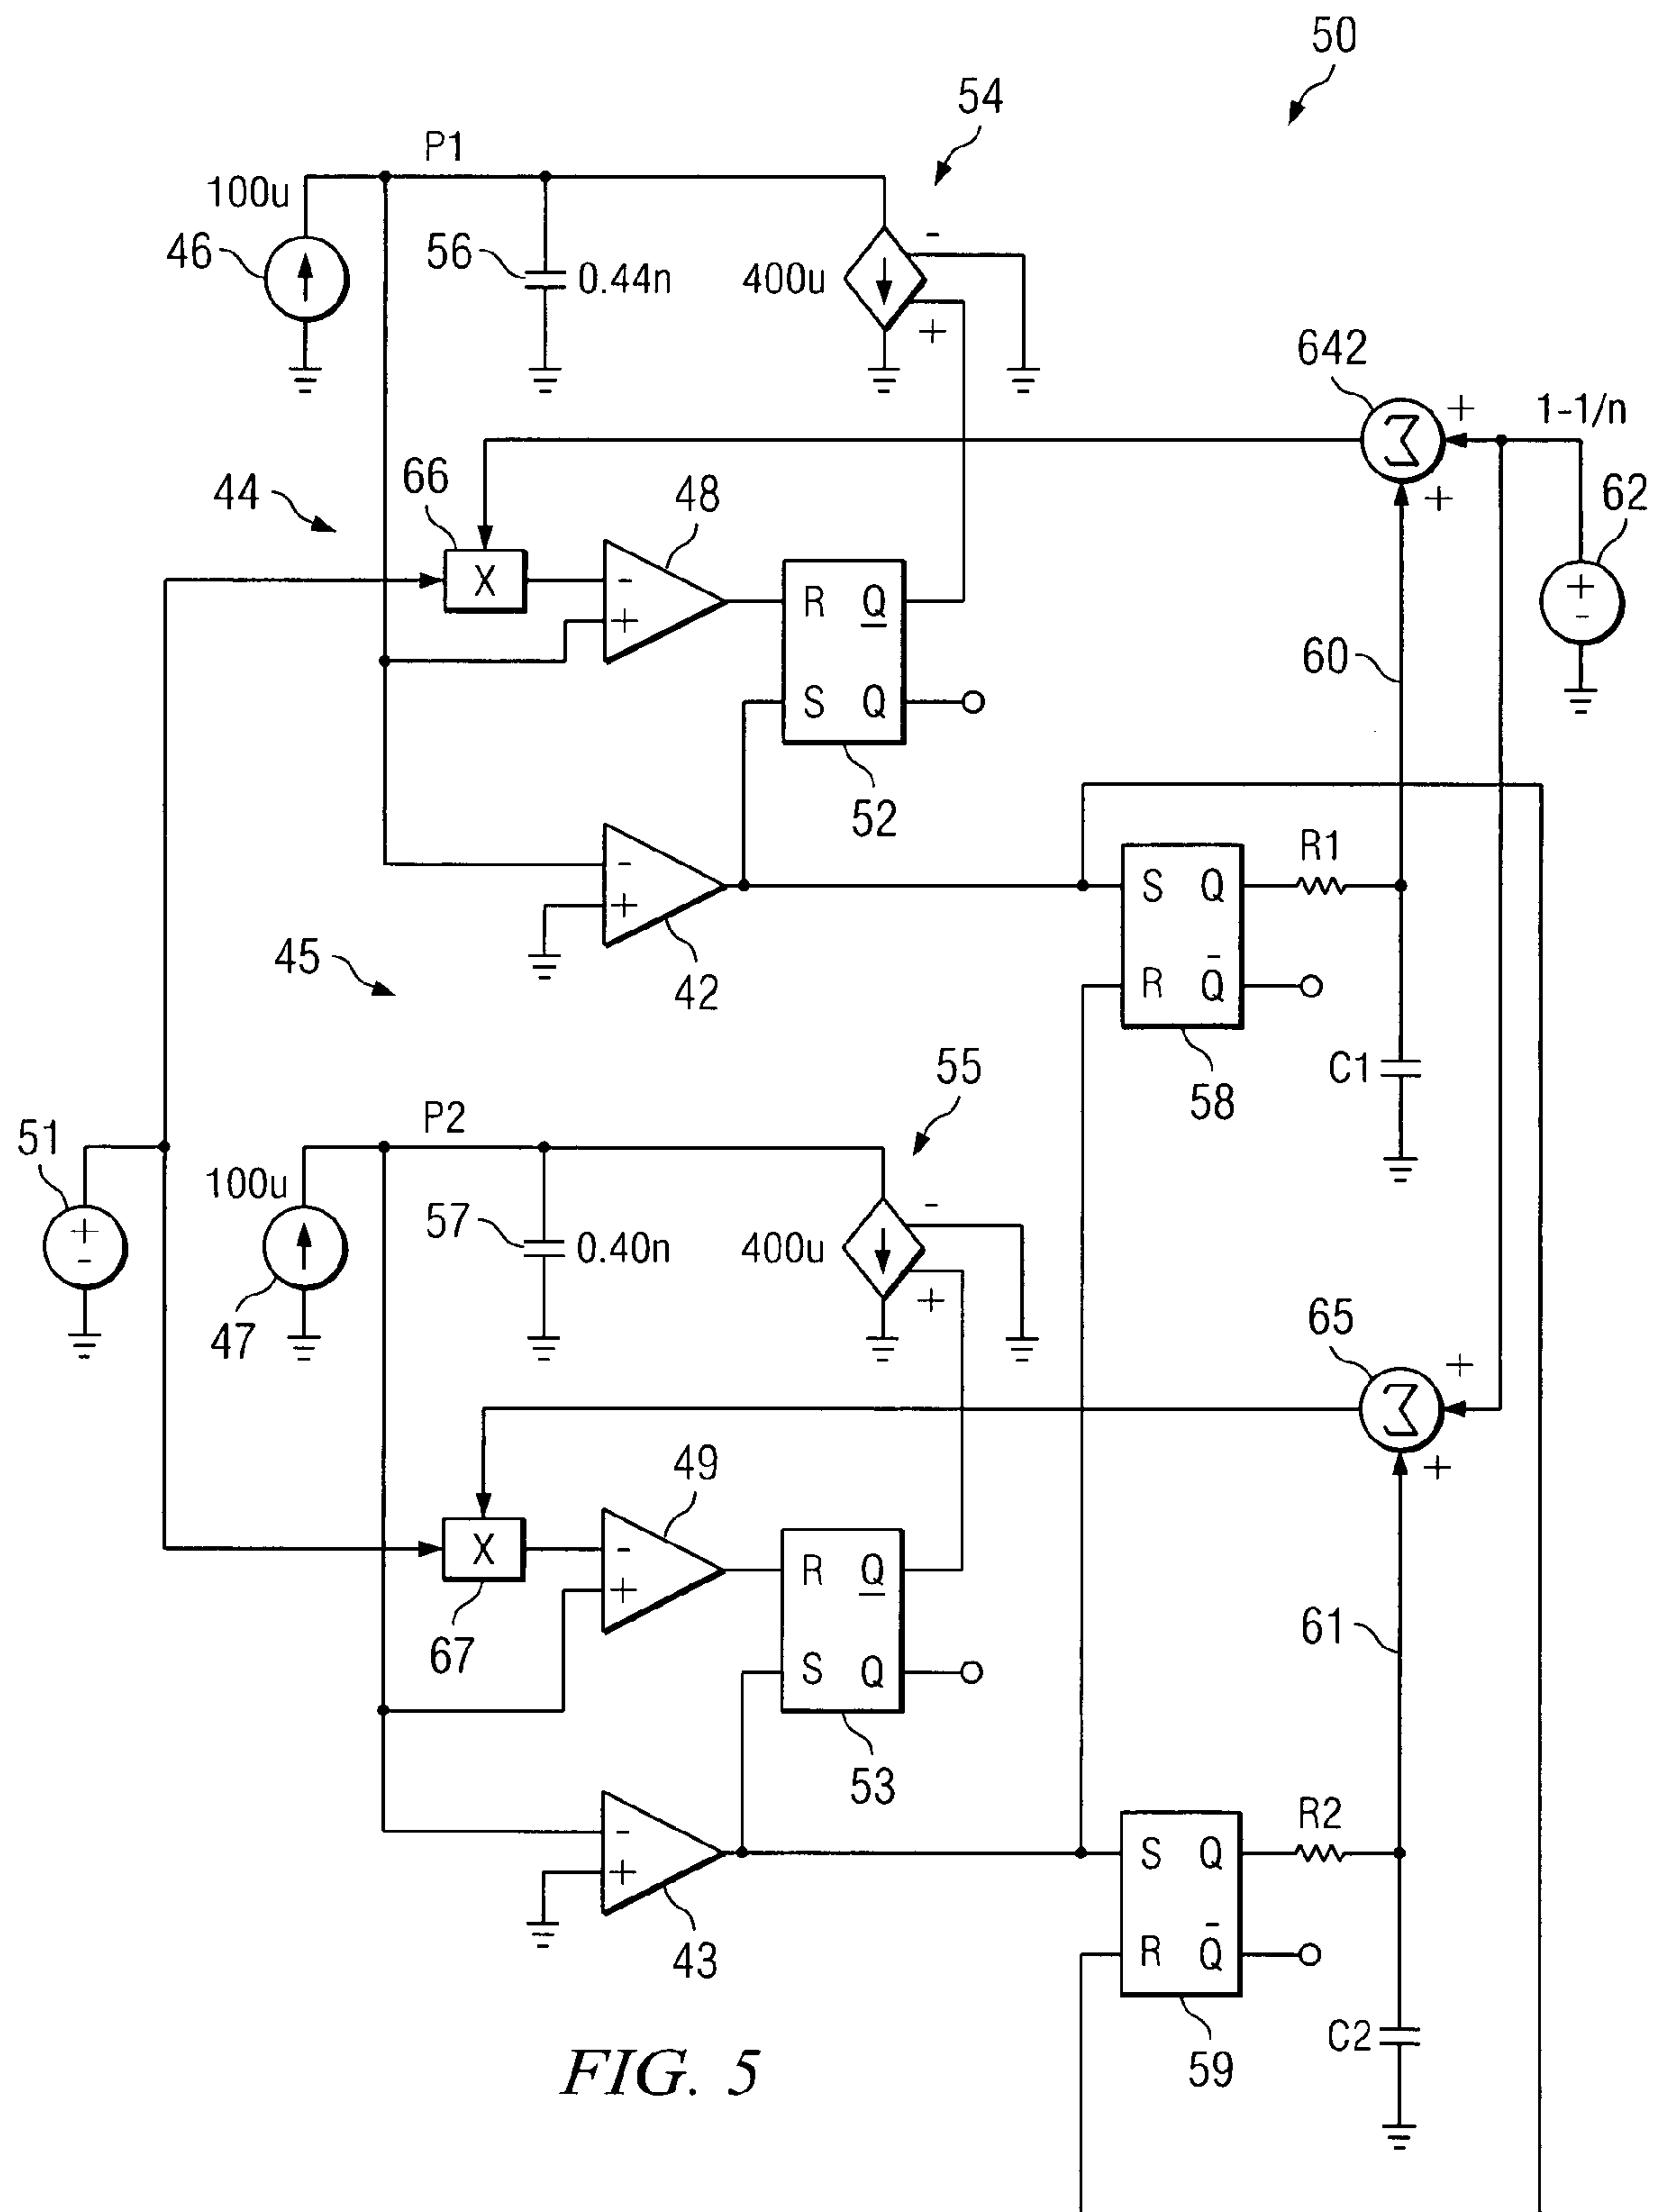 50
54
P1
100u
46
56
0.44n
400u
-
+
642
+
1-1/n
+
62
+
-
66
44
X
48
-
+
R Q
S Q
52
60
42
-
+
45
R1
S Q
R Q̄
58
C1
55
51
P2
+
-
100u
47
57
0.40n
400u
-
+
65
+
+
49
X
67
-
+
R Q
S Q
53
61
-
+
43
R2
S Q
R Q̄
59
C2
Σ
Σ
FIG. 5